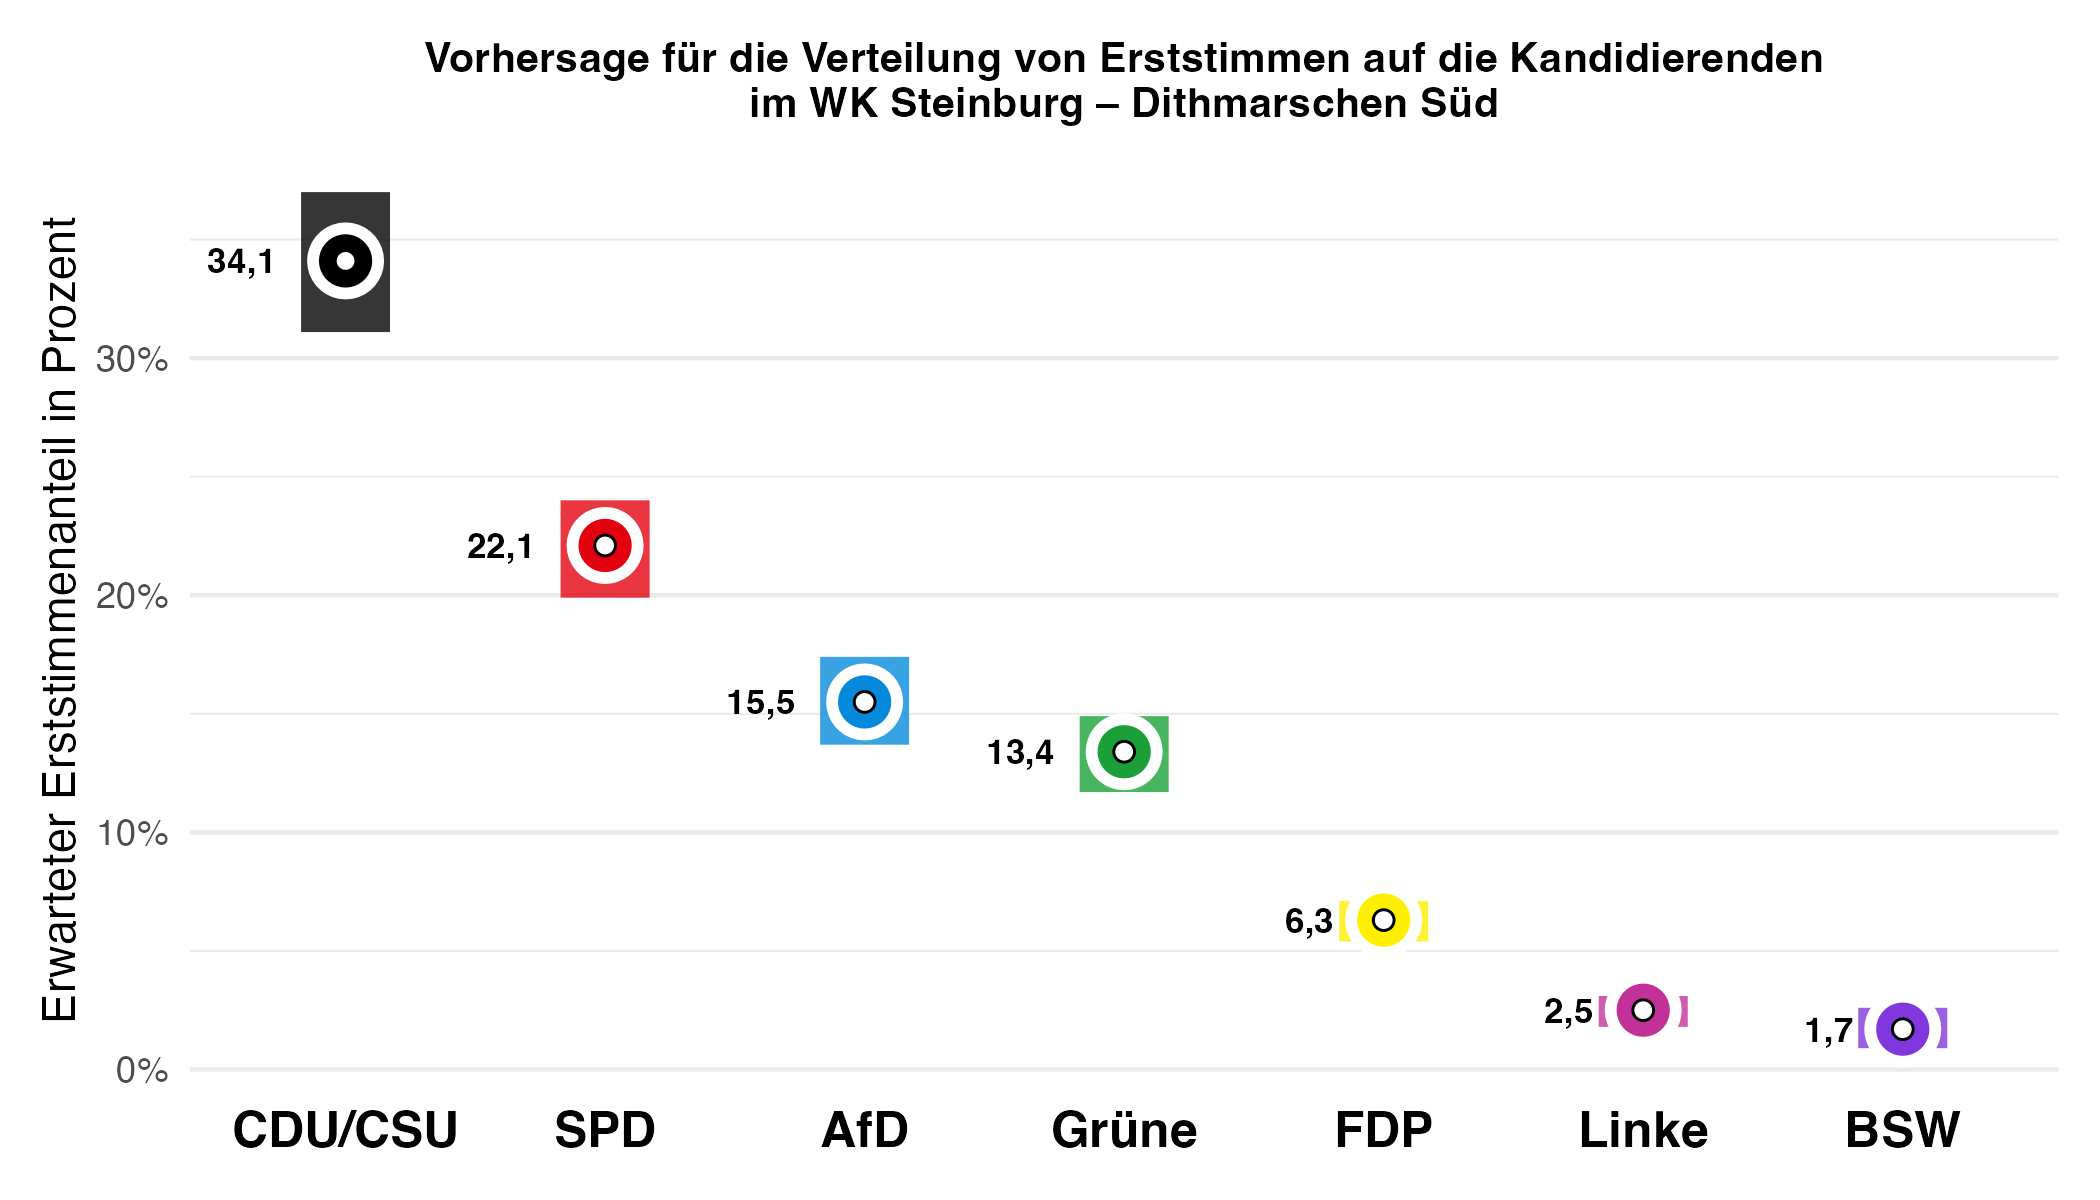 Vorhersage für die Verteilung von Erststimmen auf die Kandidierenden
im WK Steinburg – Dithmarschen Süd
Erwarteter Erststimmenanteil in Prozent
30%
20%
10%
0%
34,1
22,1
15,5
13,4
6,3
2,5
1,7
CDU/CSU
SPD
AfD
Grüne
FDP
Linke
BSW